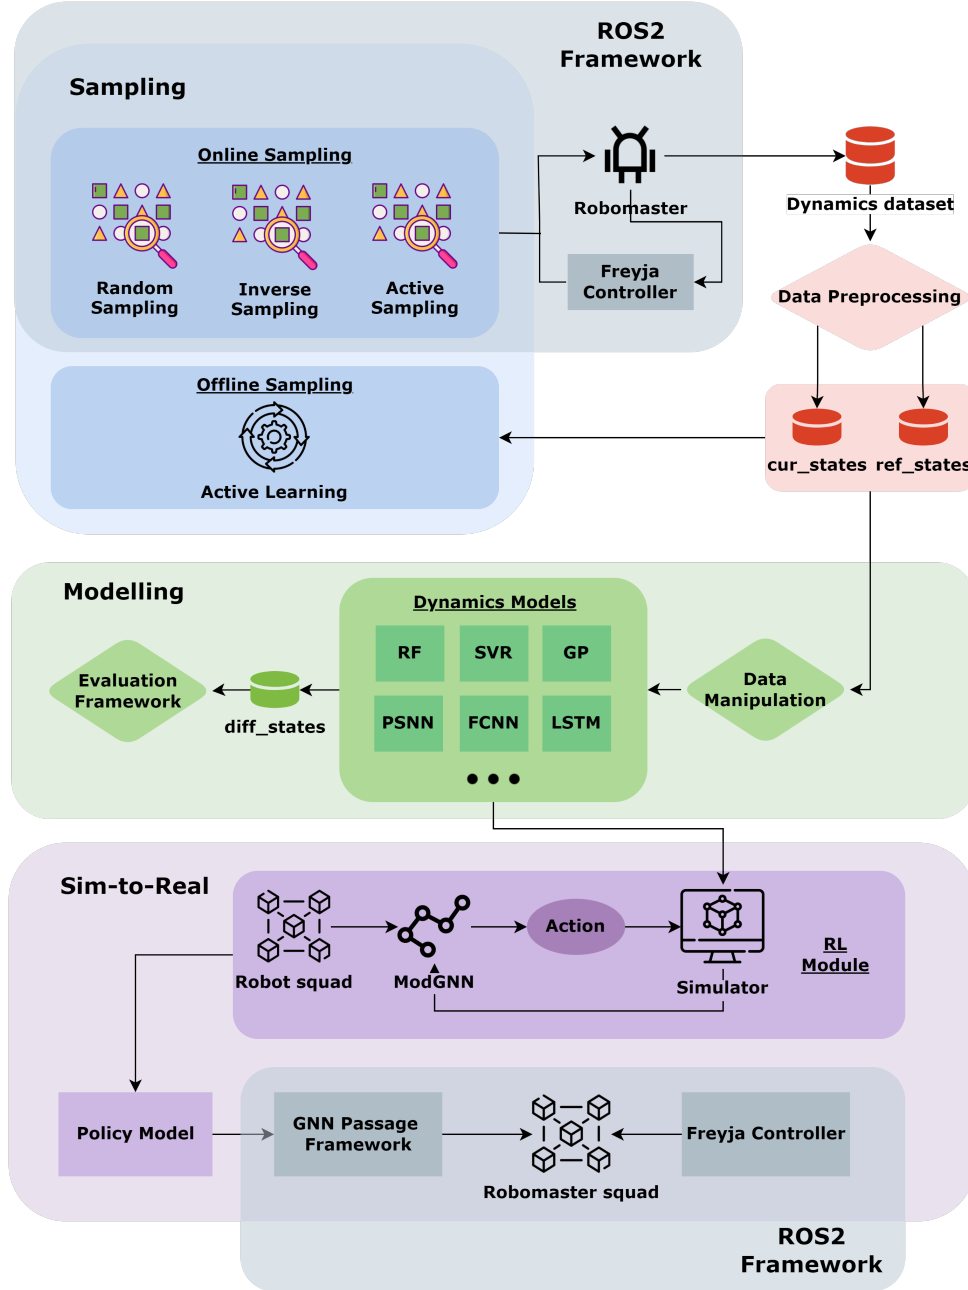 ROS2
Framework
Sampling
Online Sampling
Random
Sampling
Inverse
Sampling
Active
Sampling
Robomaster
Freyja
Controller
Dynamics dataset
Data Preprocessing
cur_states
ref_states
Offline Sampling
Active Learning
Modelling
Dynamics Models
RF
SVR
GP
PSNN
FCNN
LSTM
Evaluation
Framework
diff_states
Data
Manipulation
Sim-to-Real
Robot squad
ModGNN
Action
Simulator
RL
Module
Policy Model
GNN Passage
Framework
Robomaster squad
Freyja Controller
ROS2
Framework